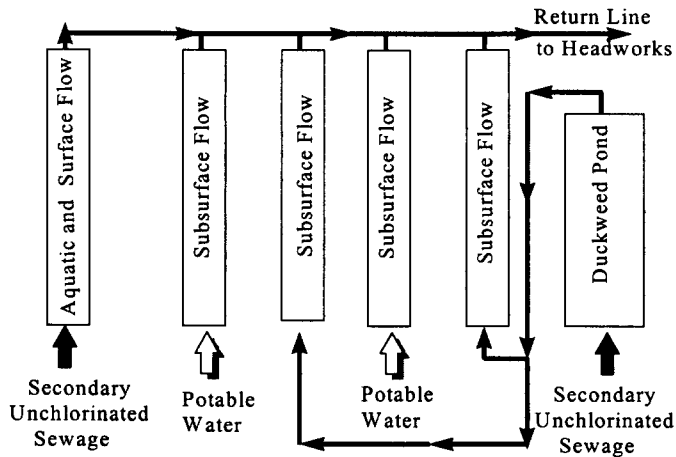 Return Line
to Headworks
Aquatic and Surface Flow
Subsurface Flow
Subsurface Flow
Subsurface Flow
Subsurface Flow
Duckweed Pond
Secondary
Unchlorinated
Sewage
Potable
Water
Potable
Water
Secondary
Unchlorinated
Sewage